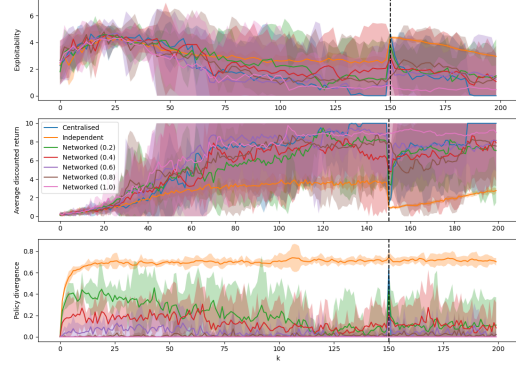 Exploitability
6
4
2
0
0 25 50 75 100 125 150 175 200
Average discounted return
10
8
6
4
2
0
Centralised
Independent
Networked (0.2)
Networked (0.4)
Networked (0.6)
Networked (0.8)
Networked (1.0)
0 20 40 60 80 100 120 140 160 180 200
Policy divergence
0.8
0.6
0.4
0.2
0.0
0 25 50 75 100 125 150 175 200
k